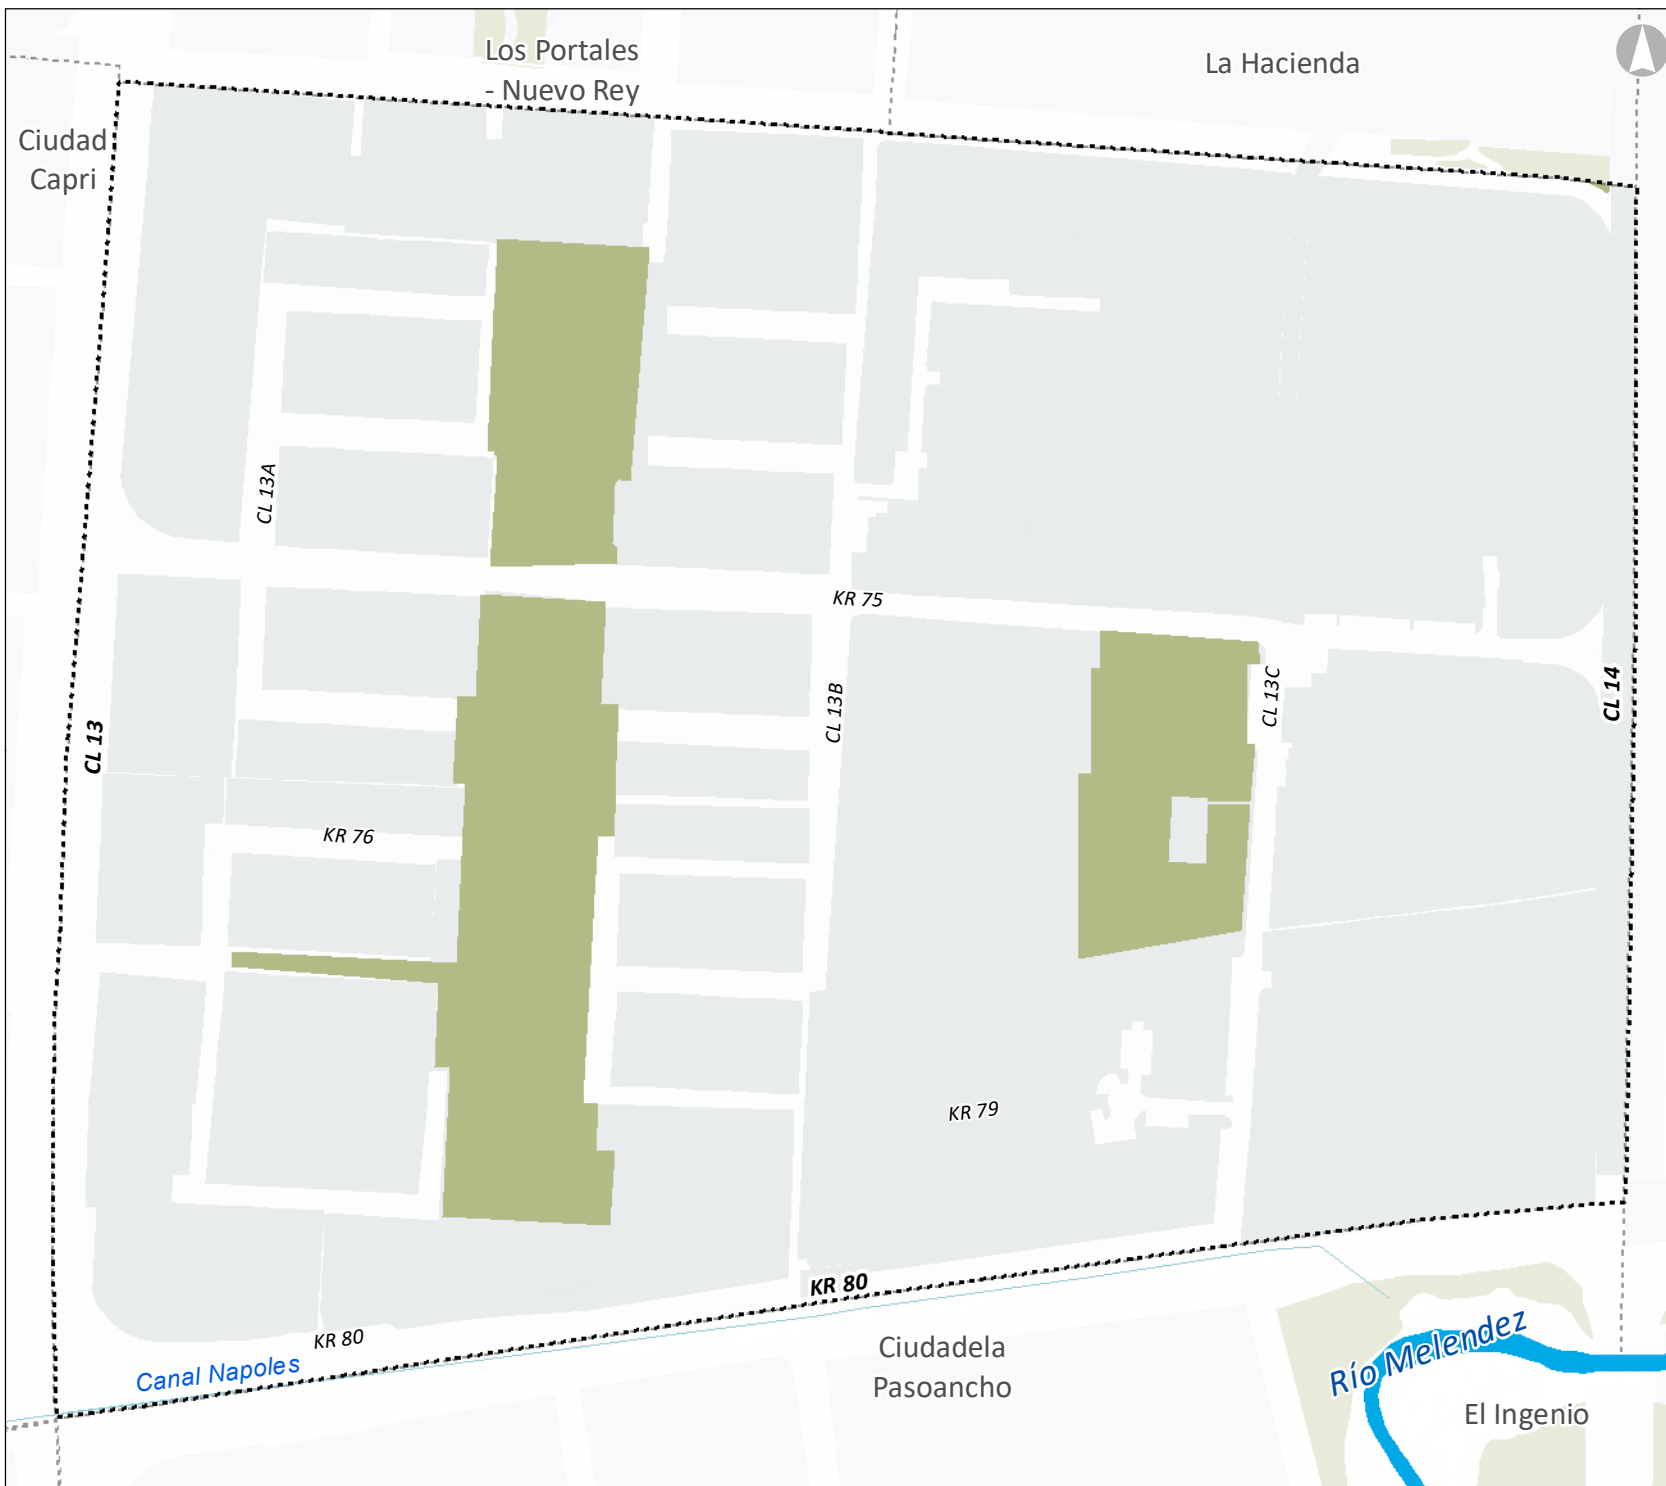 Los Portales
- Nuevo Rey
La Hacienda
Ciudad
Capri
CL 13A
KR 75
CL 13B
CL 13C
CL 14
CL 13
KR 76
KR 79
KR 80
KR 80
Canal Napoles
Ciudadela
Pasoancho
Río Melendez
El Ingenio